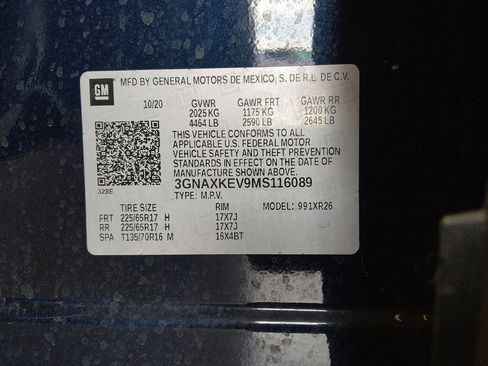 GM
MFD BY GENERAL MOTORS DE MEXICO, S. DE R.L. DE C.V.
10/20 GVWR GAWR FRT GAWR RR
2025 KG 1175 KG 1200 KG
4464 LB 2590 LB 2645 LB
THIS VEHICLE CONFORMS TO ALL
APPLICABLE U.S. FEDERAL MOTOR
VEHICLE SAFETY AND THEFT PREVENTION
STANDARDS IN EFFECT ON THE DATE OF
MANUFACTURE SHOWN ABOVE.
328E 3GNAXKEV9MS116089
TYPE: M.P.V.
TIRE SIZE RIM MODEL: 991XR26
FRT 225/65R17 H 17X7J
RR 225/65R17 H 17X7J
SPA T135/70R16 M 16X4BT